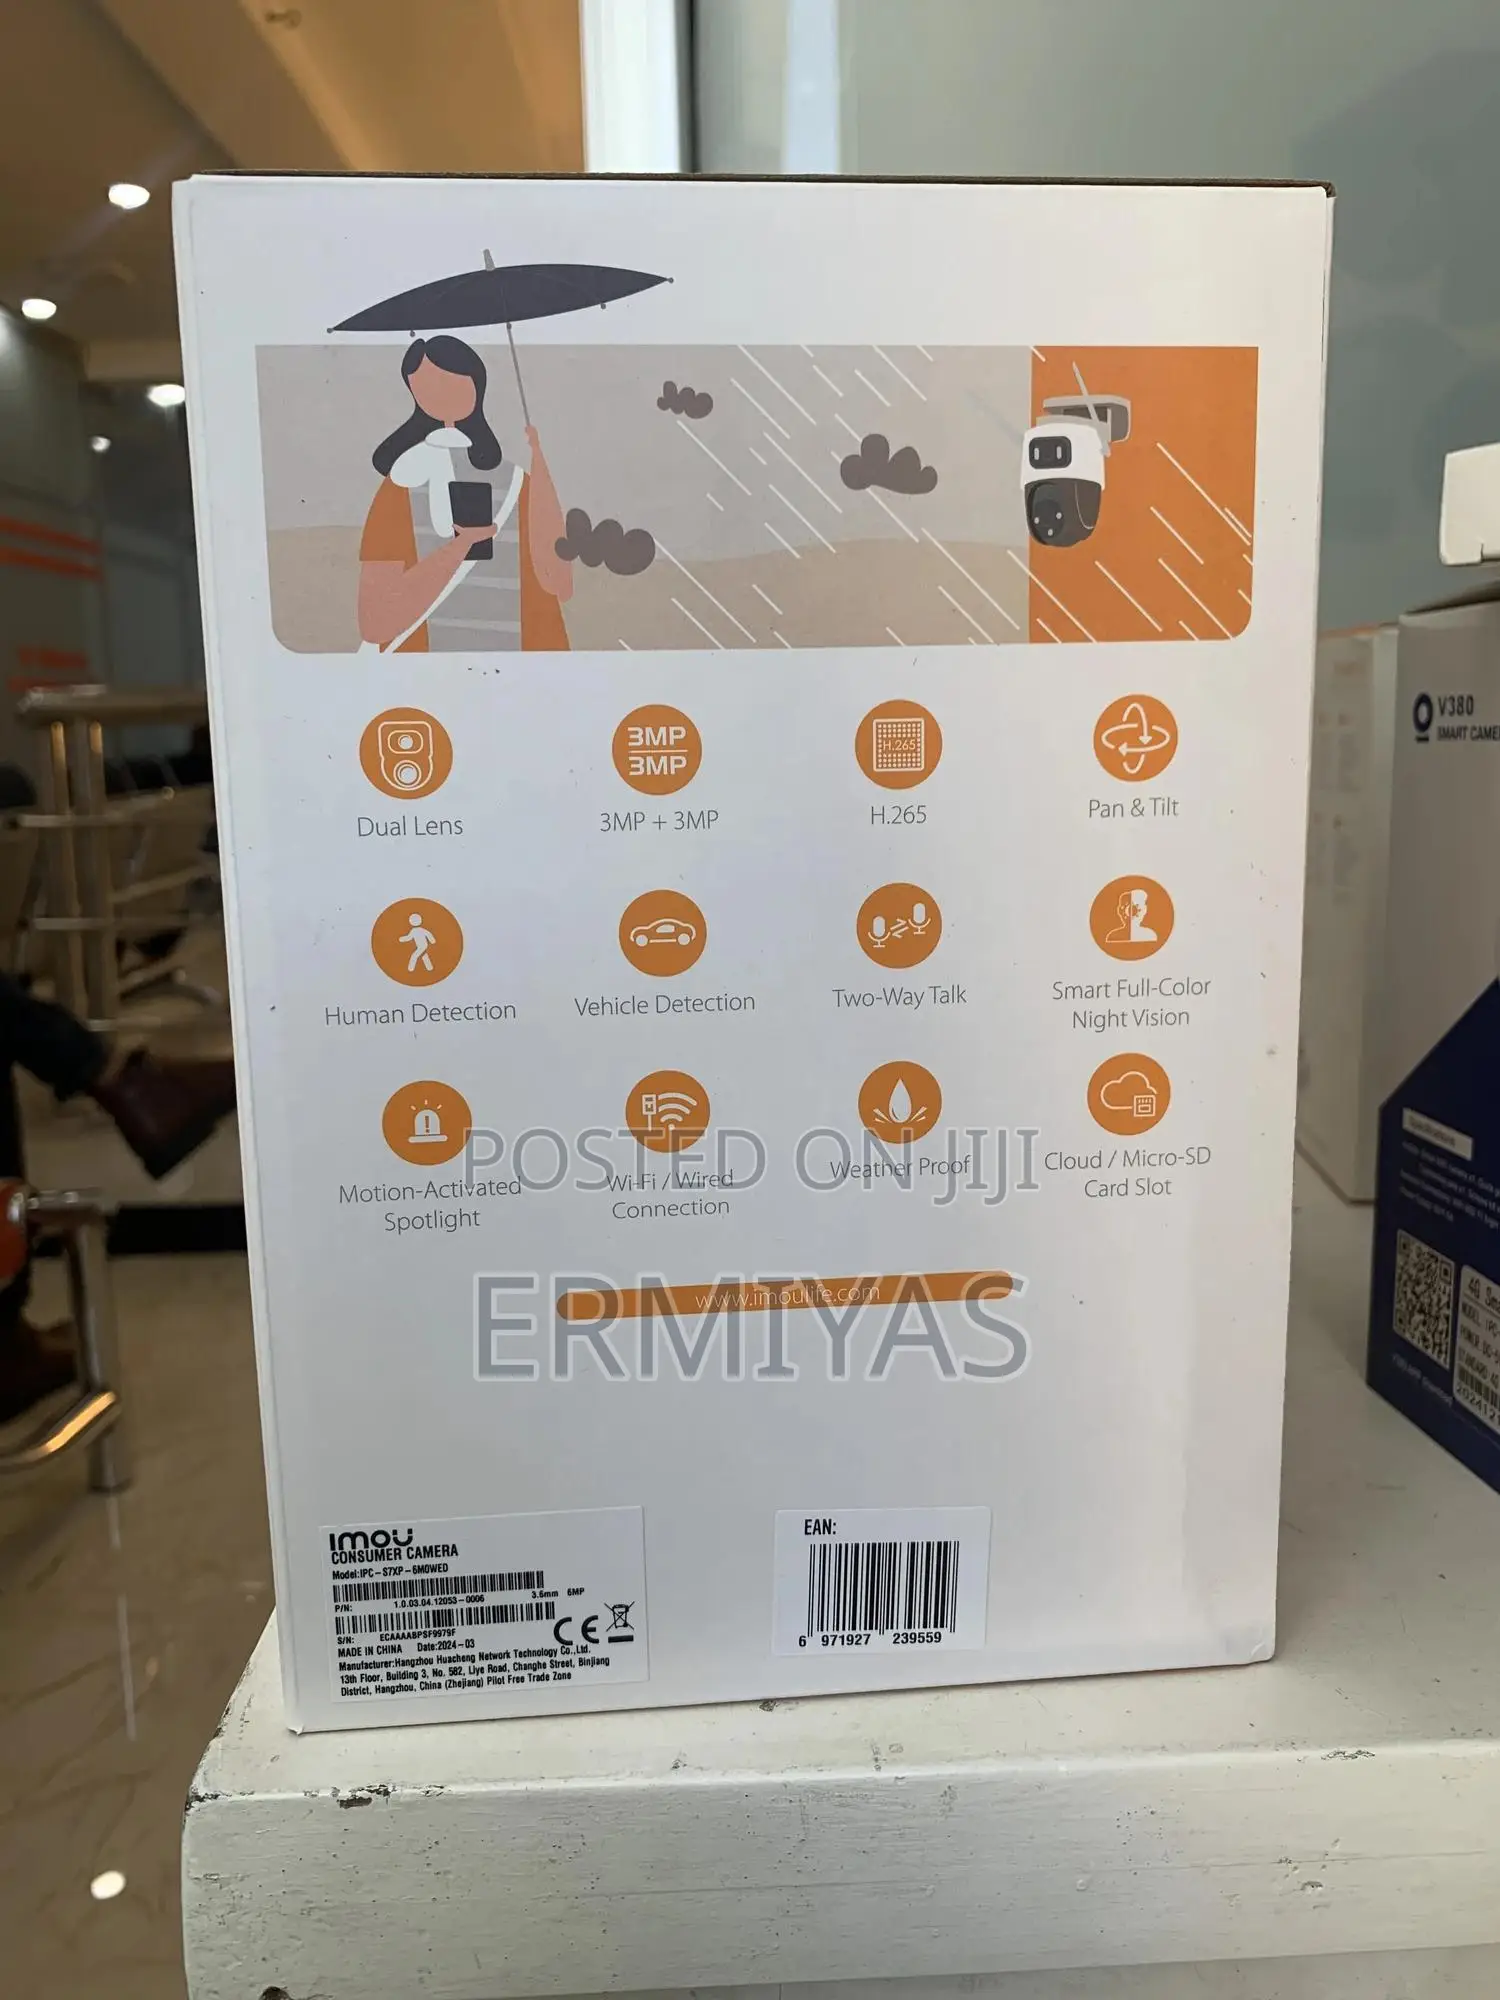 3MP
3MP
H.265
Dual Lens
3MP + 3MP
H.265
Pan & Tilt
Human Detection
Vehicle Detection
Two-Way Talk
Smart Full-Color
Night Vision
Motion-Activated
Spotlight
Wi-Fi / Wired
Connection
Weather Proof
Cloud / Micro-SD
Card Slot
POSTED ON JIJI
www.imoulife.com
ERMIYAS
imou
CONSUMER CAMERA
Model:IPC-S7XP-6M0WED
3.6mm 6MP
P/N: 1.0.03.04.12053-0006
S/N: ECAAAABPSF9979F
CE
MADE IN CHINA Date:2024-03
Manufacturer:Hangzhou Huacheng Network Technology Co.,Ltd.
13th Floor, Building 3, No. 582, Liye Road, Changhe Street, Binjiang
District, Hangzhou, China (Zhejiang) Pilot Free Trade Zone
EAN:
6 971927 239559
V380
SMART CAME